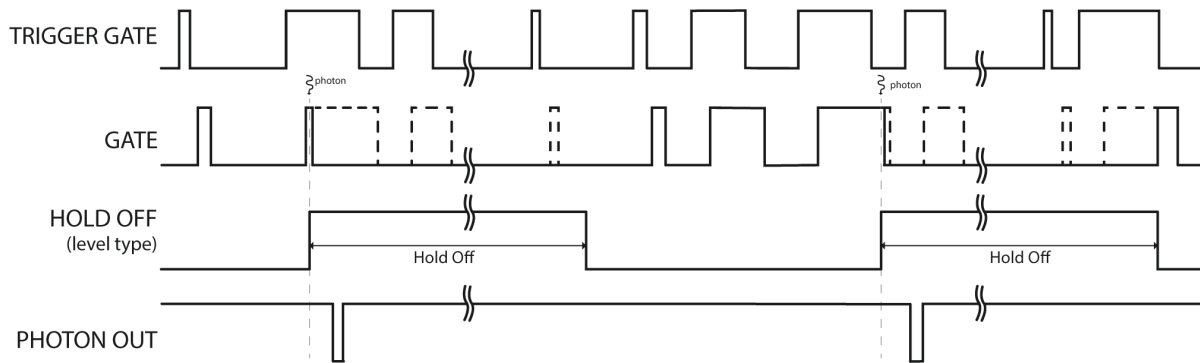 TRIGGER GATE
photon
photon
GATE
HOLD OFF
(level type)
Hold Off
Hold Off
PHOTON OUT